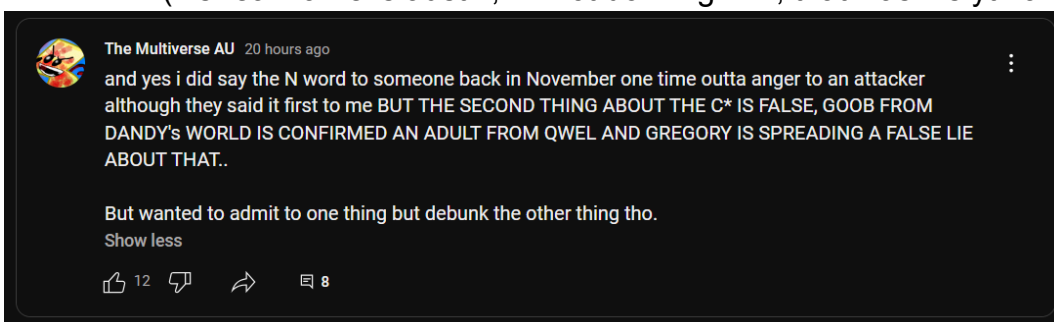 The Multiverse AU 20 hours ago
and yes i did say the N word to someone back in November one time outta anger to an attacker
although they said it first to me BUT THE SECOND THING ABOUT THE C* IS FALSE, GOOB FROM
DANDY's WORLD IS CONFIRMED AN ADULT FROM QWEL AND GREGORY IS SPREADING A FALSE LIE
ABOUT THAT..
But wanted to admit to one thing but debunk the other thing tho.
Show less
12 8